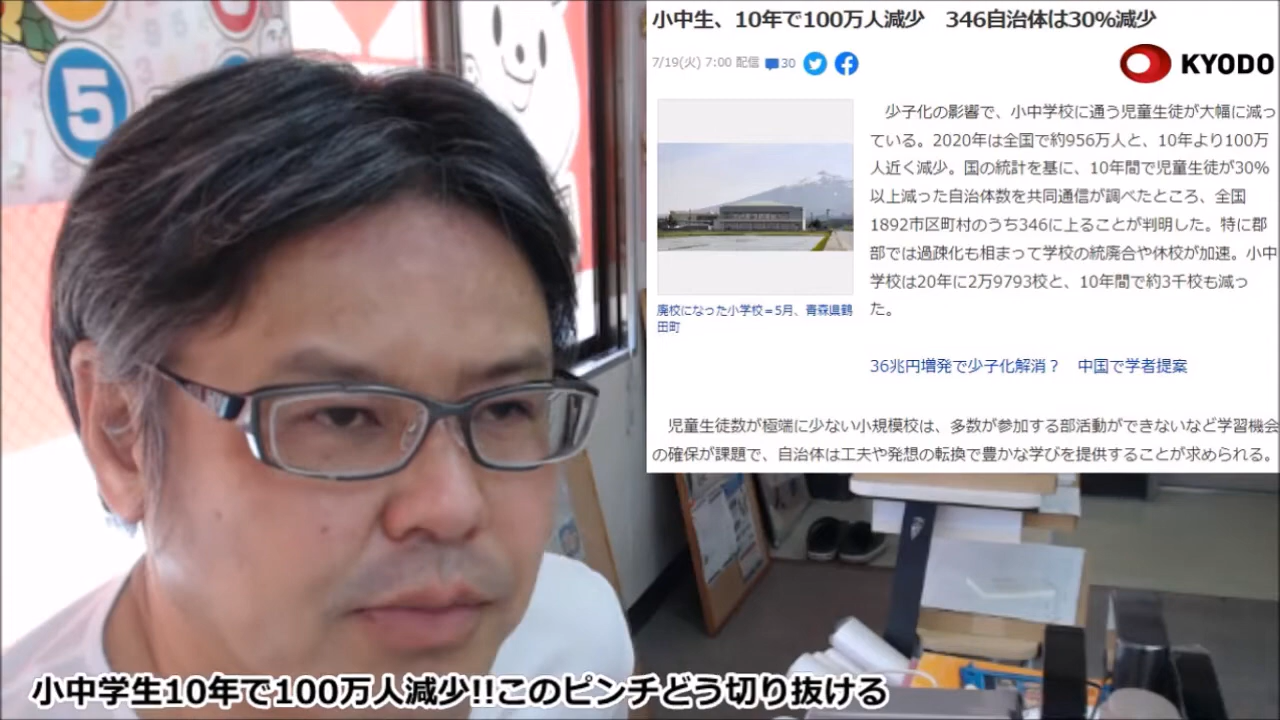 5
小中生、10年で100万人減少　346自治体は30%減少
7/19(火) 7:00 配信 30
KYODO
少子化の影響で、小中学校に通う児童生徒が大幅に減っ
ている。2020年は全国で約956万人と、10年より100万
人近く減少。国の統計を基に、10年間で児童生徒が30%
以上減った自治体数を共同通信が調べたところ、全国
1892市区町村のうち346に上ることが判明した。特に郡
部では過疎化も相まって学校の統廃合や休校が加速。小中
学校は20年に2万9793校と、10年間で約3千校も減っ
た。
廃校になった小学校＝5月、青森県鶴
田町
36兆円増発で少子化解消？　中国で学者提案
児童生徒数が極端に少ない小規模校は、多数が参加する部活動ができないなど学習機会
の確保が課題で、自治体は工夫や発想の転換で豊かな学びを提供することが求められる。
小中学生10年で100万人減少!!このピンチどう切り抜ける